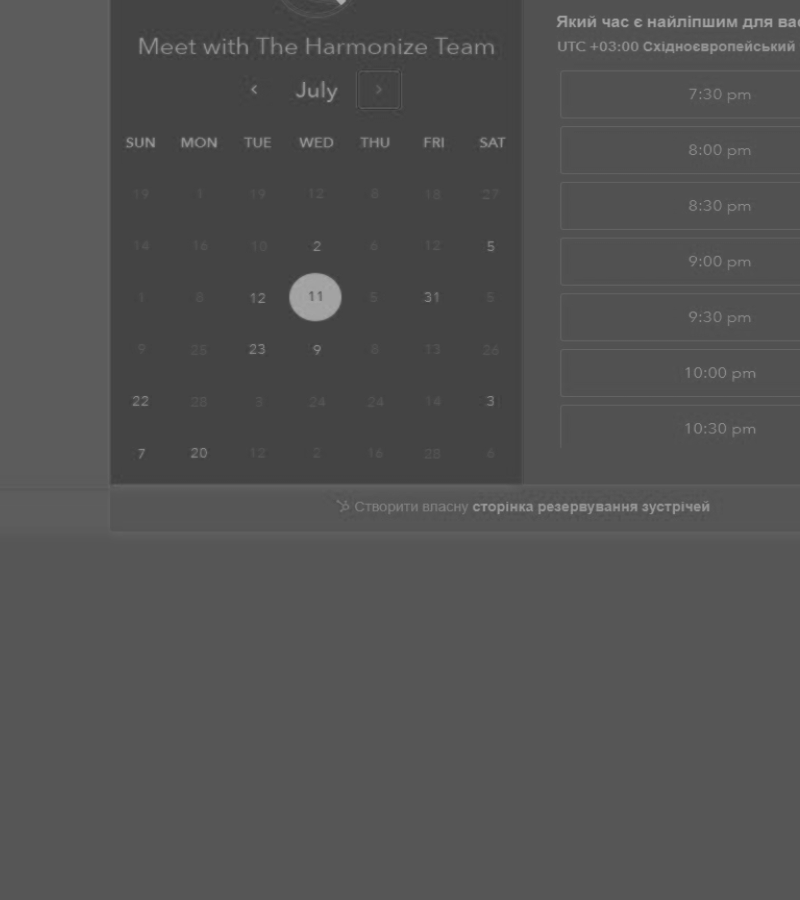 Meet with The Harmonize Team
July
SUN MON TUE WED THU FRI SAT
19 1 19 12 8 18 27
14 16 10 2 6 12 5
1 8 12 11 5 31 5
9 25 23 9 8 13 26
22 28 3 24 24 14 3
7 20 12 2 16 28 6
Який час є найліпшим для вас
UTC +03:00 Східноєвропейський
7:30 pm
8:00 pm
8:30 pm
9:00 pm
9:30 pm
10:00 pm
10:30 pm
Створити власну сторінка резервування зустрічей